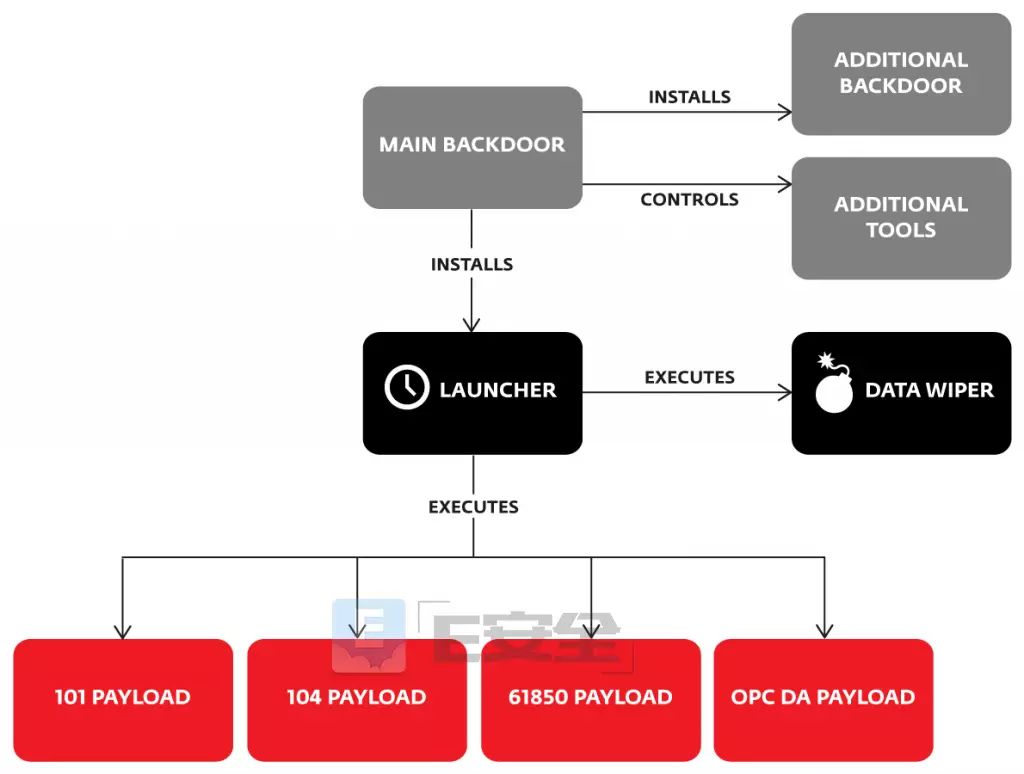 ADDITIONAL
BACKDOOR
INSTALLS
MAIN BACKDOOR
CONTROLS
ADDITIONAL
TOOLS
INSTALLS
LAUNCHER
EXECUTES
DATA WIPER
EXECUTES
E
E安全
101 PAYLOAD
104 PAYLOAD
61850 PAYLOAD
OPC DA PAYLOAD